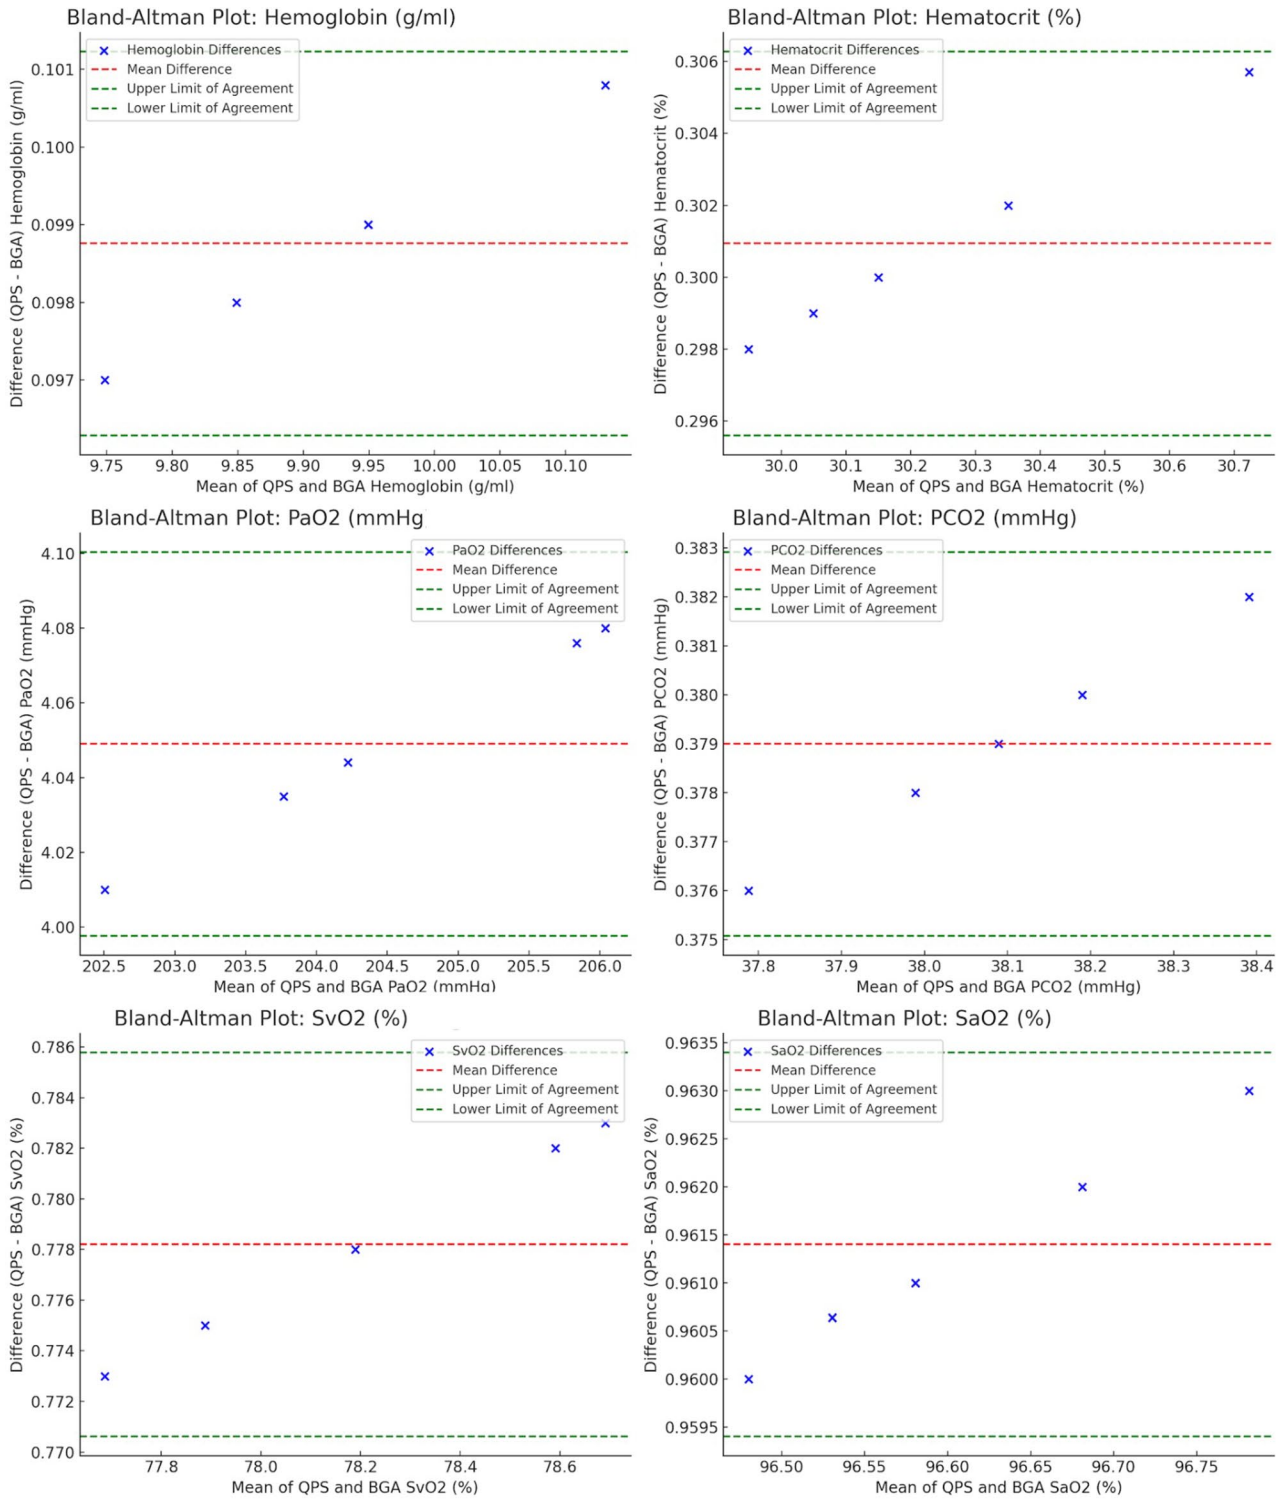 Bland-Altman Plot: Hemoglobin (g/ml)
Difference (QPS - BGA) Hemoglobin (g/ml)
Hemoglobin Differences
Mean Difference
Upper Limit of Agreement
Lower Limit of Agreement
0.101
0.100
0.099
0.098
0.097
9.75 9.80 9.85 9.90 9.95 10.00 10.05 10.10
Mean of QPS and BGA Hemoglobin (g/ml)
Bland-Altman Plot: Hematocrit (%)
Difference (QPS - BGA) Hematocrit (%)
Hematocrit Differences
Mean Difference
Upper Limit of Agreement
Lower Limit of Agreement
0.306
0.304
0.302
0.300
0.298
0.296
30.0 30.1 30.2 30.3 30.4 30.5 30.6 30.7
Mean of QPS and BGA Hematocrit (%)
Bland-Altman Plot: PaO2 (mmHg
Difference (QPS - BGA) PaO2 (mmHg)
PaO2 Differences
Mean Difference
Upper Limit of Agreement
Lower Limit of Agreement
4.10
4.08
4.06
4.04
4.02
4.00
202.5 203.0 203.5 204.0 204.5 205.0 205.5 206.0
Mean of QPS and BGA PaO2 (mmHg)
Bland-Altman Plot: PCO2 (mmHg)
Difference (QPS - BGA) PCO2 (mmHg)
PCO2 Differences
Mean Difference
Upper Limit of Agreement
Lower Limit of Agreement
0.383
0.382
0.381
0.380
0.379
0.378
0.377
0.376
0.375
37.8 37.9 38.0 38.1 38.2 38.3 38.4
Mean of QPS and BGA PCO2 (mmHg)
Bland-Altman Plot: SvO2 (%)
Difference (QPS - BGA) SvO2 (%)
SvO2 Differences
Mean Difference
Upper Limit of Agreement
Lower Limit of Agreement
0.786
0.784
0.782
0.780
0.778
0.776
0.774
0.772
0.770
77.8 78.0 78.2 78.4 78.6
Mean of QPS and BGA SvO2 (%)
Bland-Altman Plot: SaO2 (%)
Difference (QPS - BGA) SaO2 (%)
SaO2 Differences
Mean Difference
Upper Limit of Agreement
Lower Limit of Agreement
0.9635
0.9630
0.9625
0.9620
0.9615
0.9610
0.9605
0.9600
0.9595
96.50 96.55 96.60 96.65 96.70 96.75
Mean of QPS and BGA SaO2 (%)